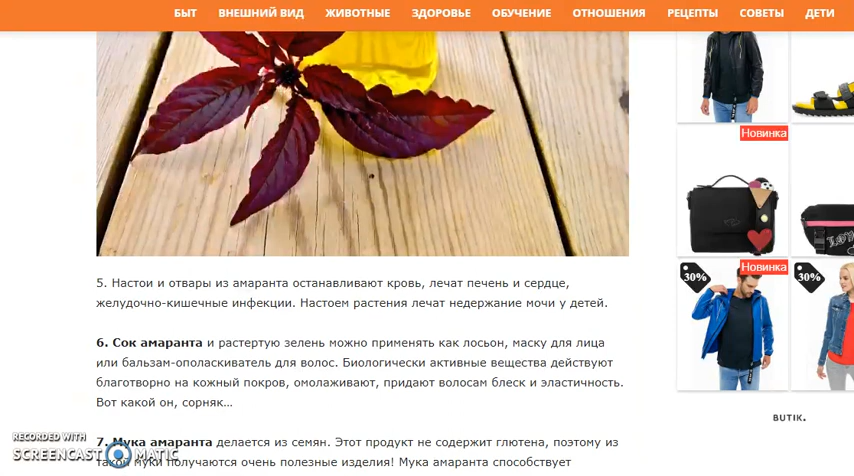 БЫТ ВНЕШНИЙ ВИД ЖИВОТНЫЕ ЗДОРОВЬЕ ОБУЧЕНИЕ ОТНОШЕНИЯ РЕЦЕПТЫ СОВЕТЫ ДЕТИ
Новинка
30% Новинка 30%
5. Настои и отвары из амаранта останавливают кровь, лечат печень и сердце,
желудочно-кишечные инфекции. Настоем растения лечат недержание мочи у детей.
6. Сок амаранта и растертую зелень можно применять как лосьон, маску для лица
или бальзам-ополаскиватель для волос. Биологически активные вещества действуют
благотворно на кожный покров, омолаживают, придают волосам блеск и эластичность.
Вот какой он, сорняк...
BUTIK.
7. Мука амаранта делается из семян. Этот продукт не содержит глютена, поэтому из
такой муки получаются очень полезные изделия! Мука амаранта способствует
RECORDED WITH
SCREENCAST MATIC